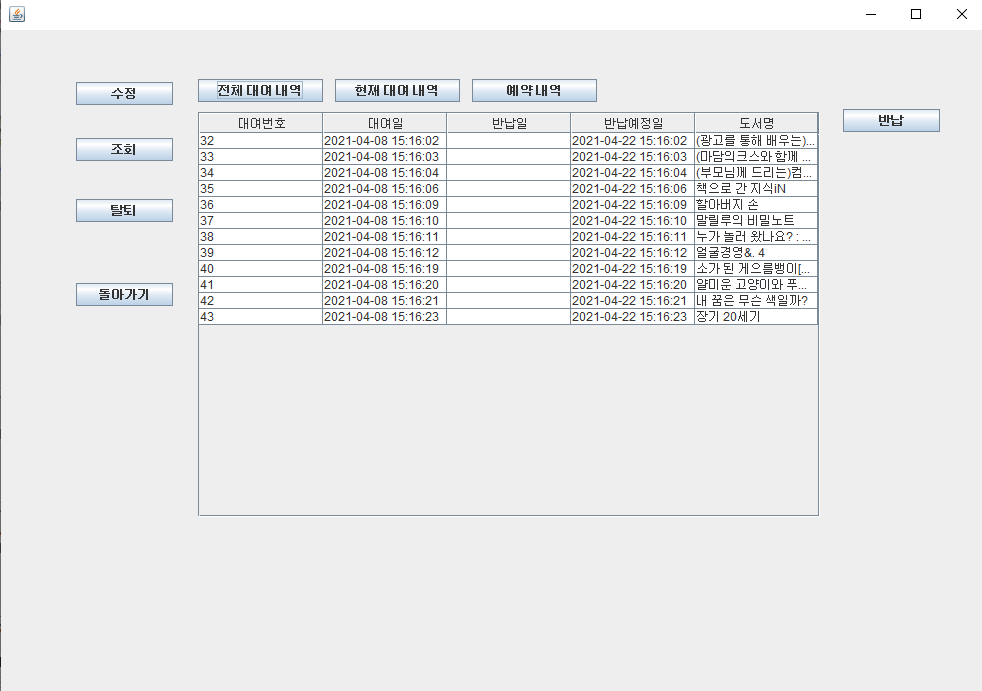 수정
조회
탈퇴
돌아가기
전체 대여 내역 현재 대여 내역 예약 내역
반납
대여번호 대여일 반납일 반납예정일 도서명
32 2021-04-08 15:16:02 2021-04-22 15:16:02 (광고를 통해 배우는)...
33 2021-04-08 15:16:03 2021-04-22 15:16:03 (마담의크스와 함께 ...
34 2021-04-08 15:16:04 2021-04-22 15:16:04 (부모님께 드리는)컴...
35 2021-04-08 15:16:06 2021-04-22 15:16:06 책으로 간 지식iN
36 2021-04-08 15:16:09 2021-04-22 15:16:09 할아버지 손
37 2021-04-08 15:16:10 2021-04-22 15:16:10 말릴루의 비밀노트
38 2021-04-08 15:16:11 2021-04-22 15:16:11 누가 놀러 왔나요? : ...
39 2021-04-08 15:16:12 2021-04-22 15:16:12 얼굴경영&. 4
40 2021-04-08 15:16:19 2021-04-22 15:16:19 소가 된 게으름뱅이[...
41 2021-04-08 15:16:20 2021-04-22 15:16:20 얄미운 고양이와 푸...
42 2021-04-08 15:16:21 2021-04-22 15:16:21 내 꿈은 무슨 색일까?
43 2021-04-08 15:16:23 2021-04-22 15:16:23 장기 20세기